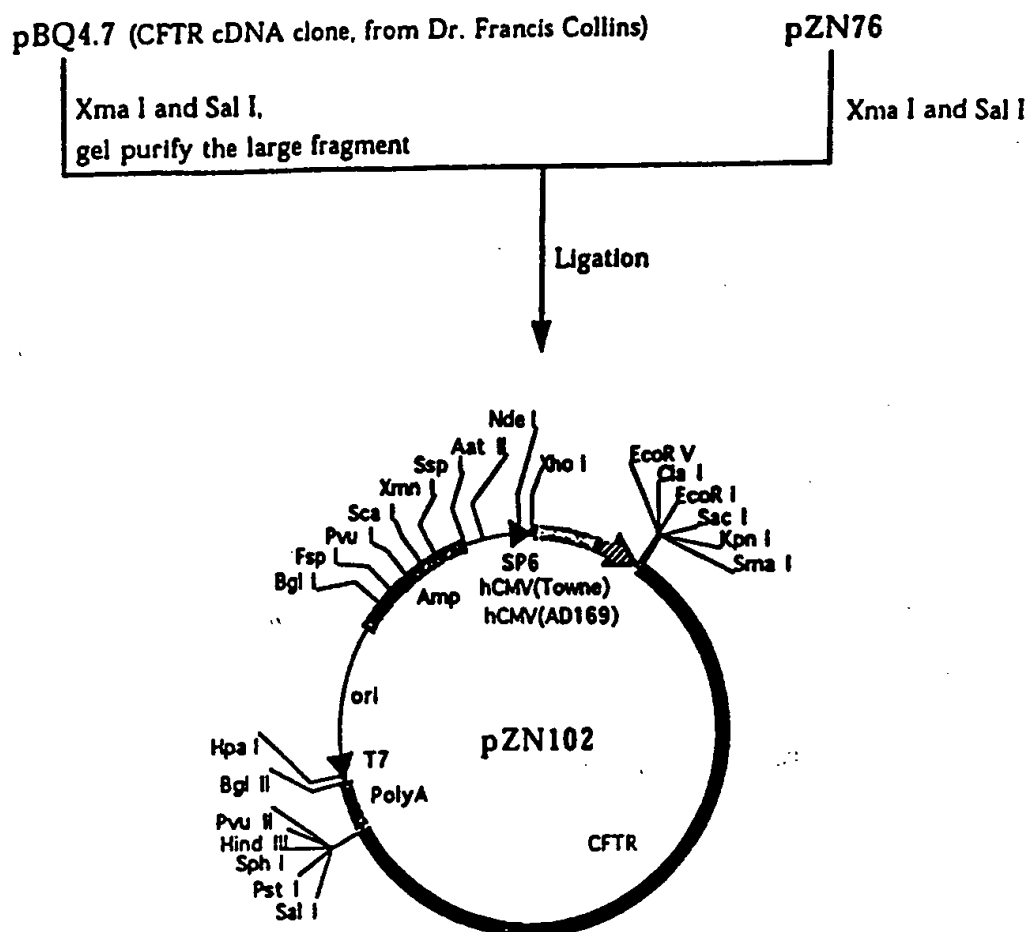 pBQ4.7 (CFTR cDNA clone, from Dr. Francis Collins)
pZN76
Xma I and Sal I,
gel purify the large fragment
Xma I and Sal I
Ligation
Nde I
Aat II
Ssp
Xmn I
Sca I
Pvu I
Fsp
Bgl I
Xho I
EcoR V
Cla I
EcoR I
Sac I
Kpn I
Sma I
SP6
Amp
hCMV(Towne)
hCMV(AD169)
ori
pZN102
Hpa I
T7
Bgl II
PolyA
Pvu II
Hind III
Sph I
Pst I
Sal I
CFTR